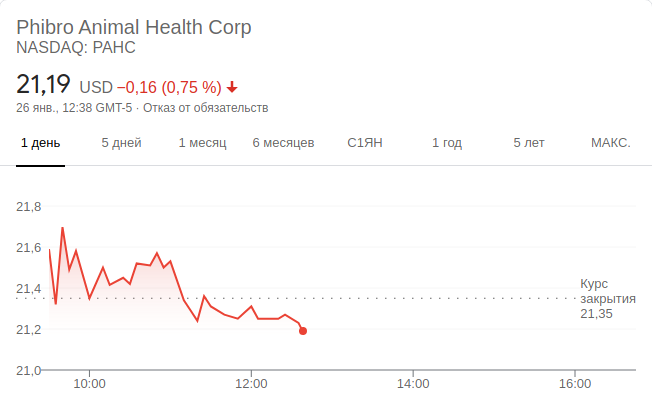 Phibro Animal Health Corp
NASDAQ: PAHC
21,19 USD −0,16 (0,75 %)
26 янв., 12:38 GMT-5 · Отказ от обязательств
1 день 5 дней 1 месяц 6 месяцев С1ЯН 1 год 5 лет МАКС.
21,8
21,6
21,4
Курс
закрытия
21,35
21,2
21,0
10:00 12:00 14:00 16:00